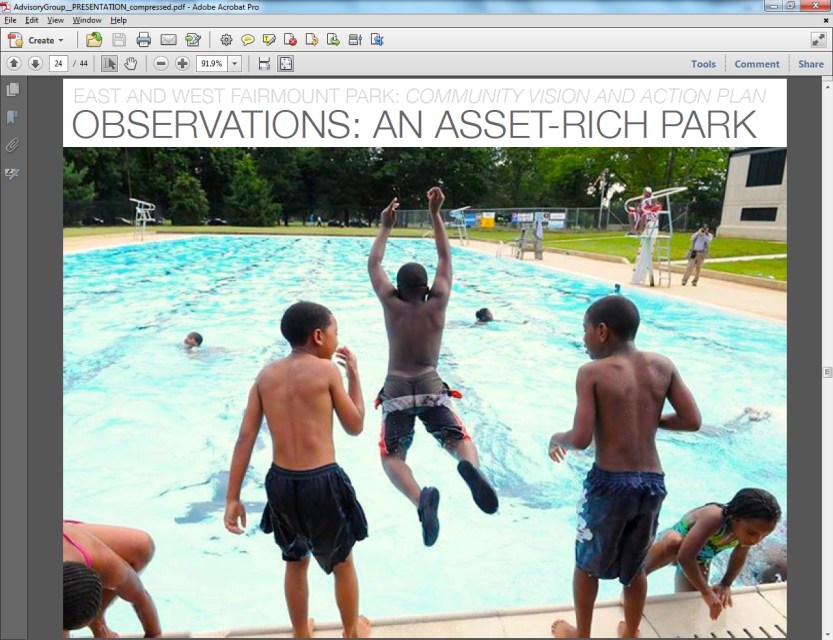 AdvisoryGroup__PRESENTATION_compressed.pdf - Adobe Acrobat Pro
File Edit View Window Help
Create
24 / 44 91.9% Tools Comment Share
EAST AND WEST FAIRMOUNT PARK: COMMUNITY VISION AND ACTION PLAN
OBSERVATIONS: AN ASSET-RICH PARK